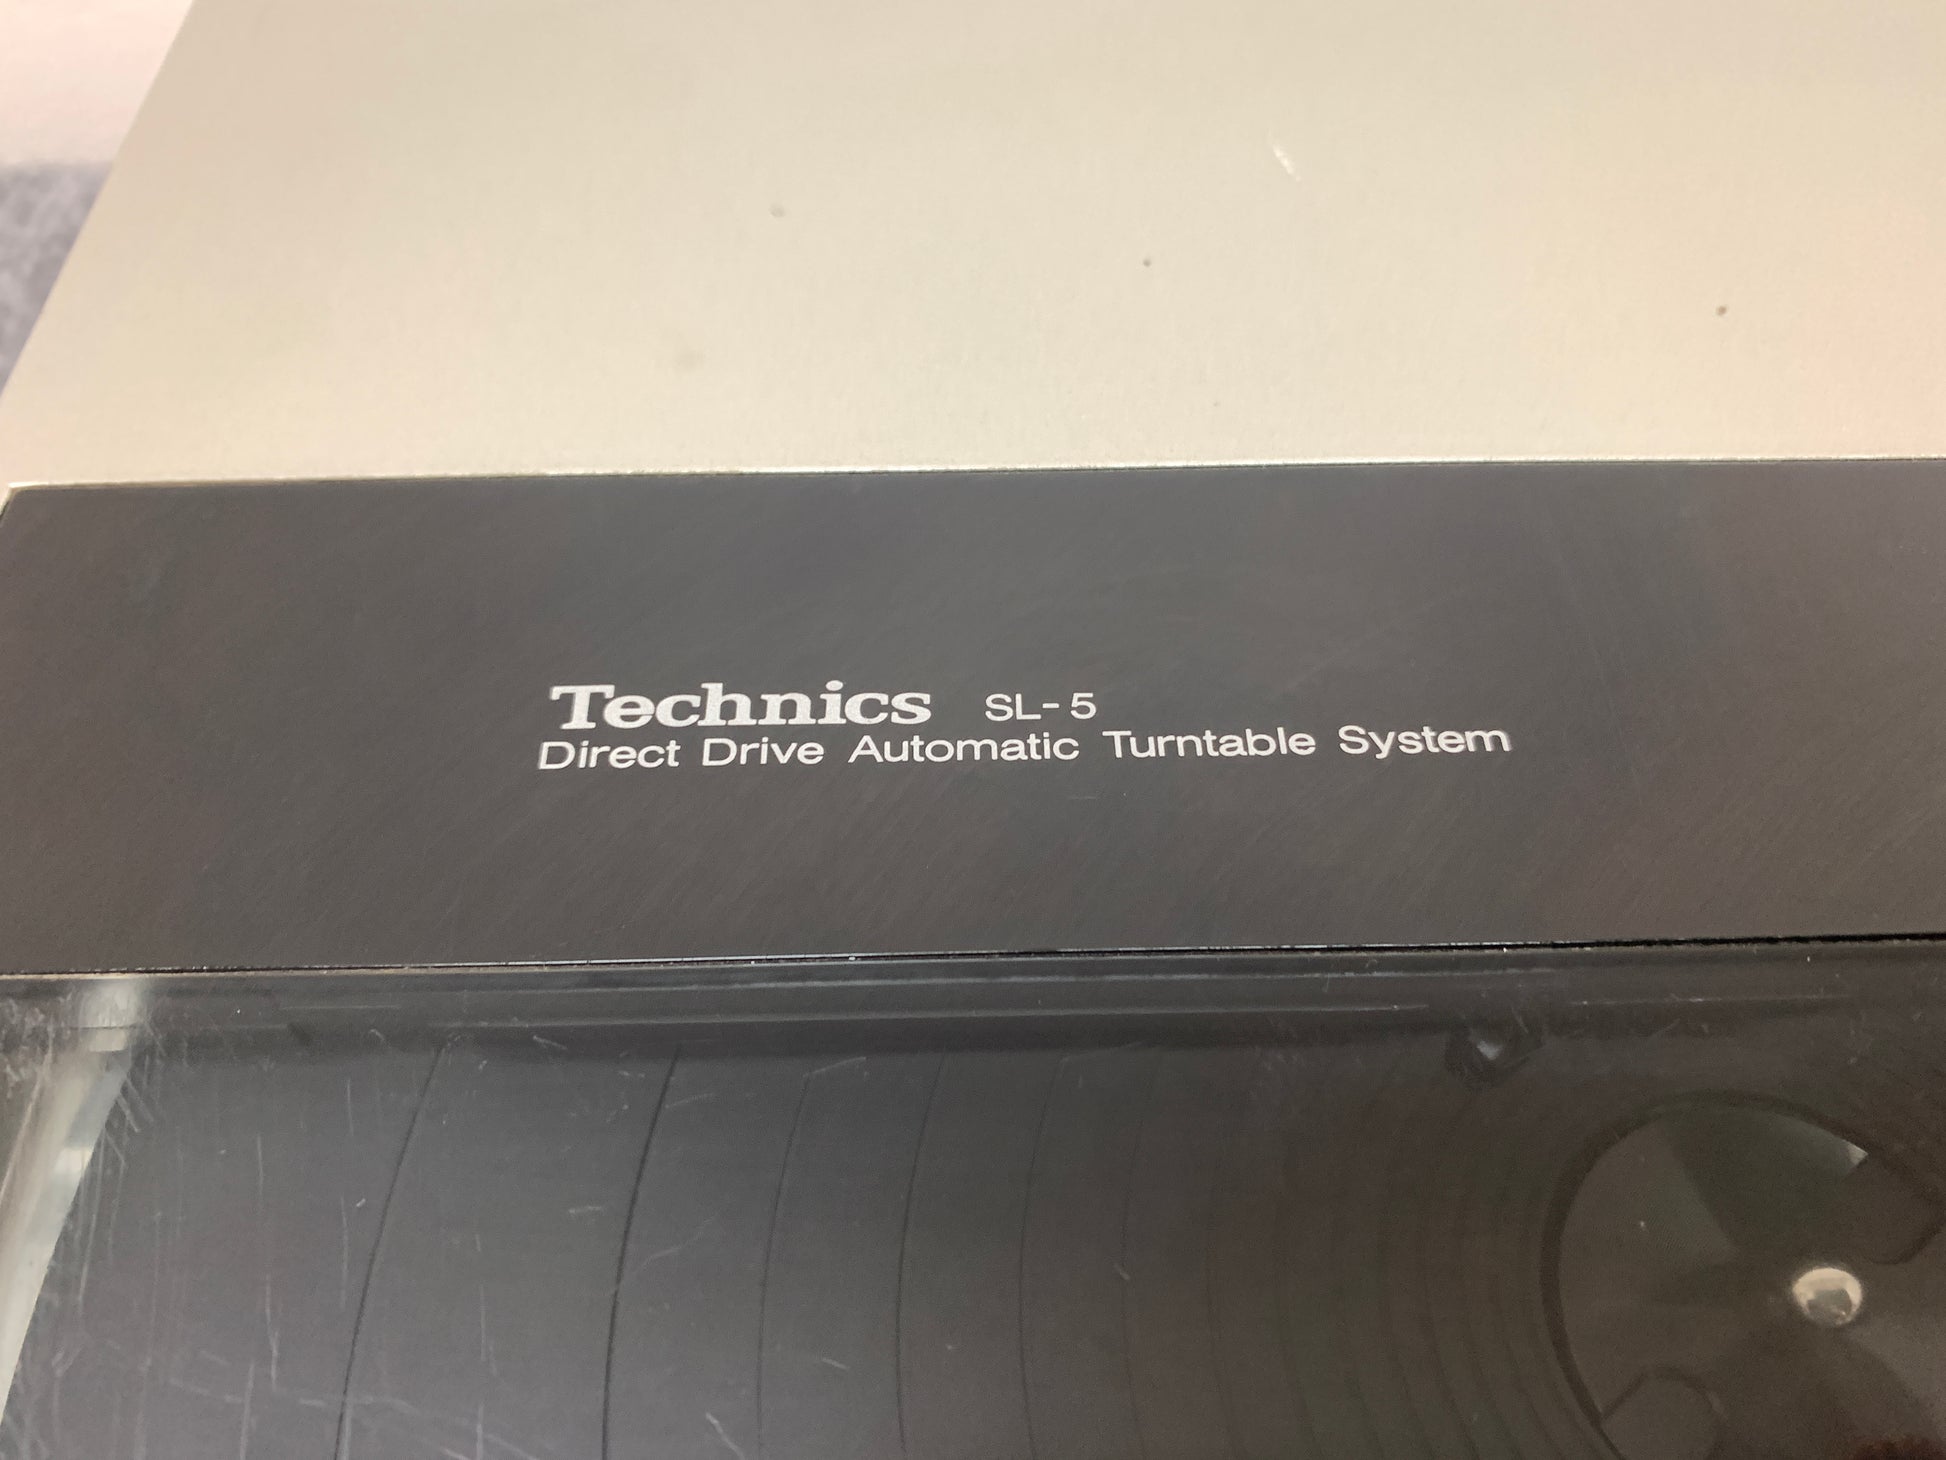 Technics SL-5
Direct Drive Automatic Turntable System